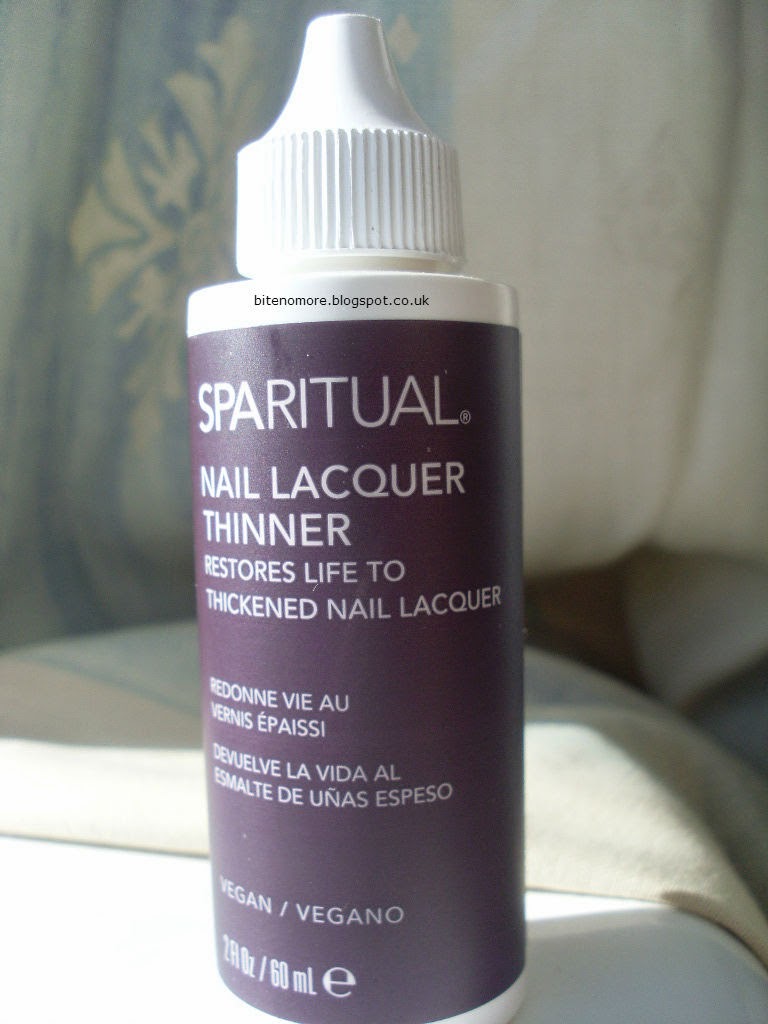 bitenomore.blogspot.co.uk
SPARITUAL®
NAIL LACQUER
THINNER
RESTORES LIFE TO
THICKENED NAIL LACQUER
REDONNE VIE AU
VERNIS ÉPAISSI
DEVUELVE LA VIDA AL
ESMALTE DE UÑAS ESPESO
VEGAN / VEGANO
2 Fl Oz / 60 mL ℮